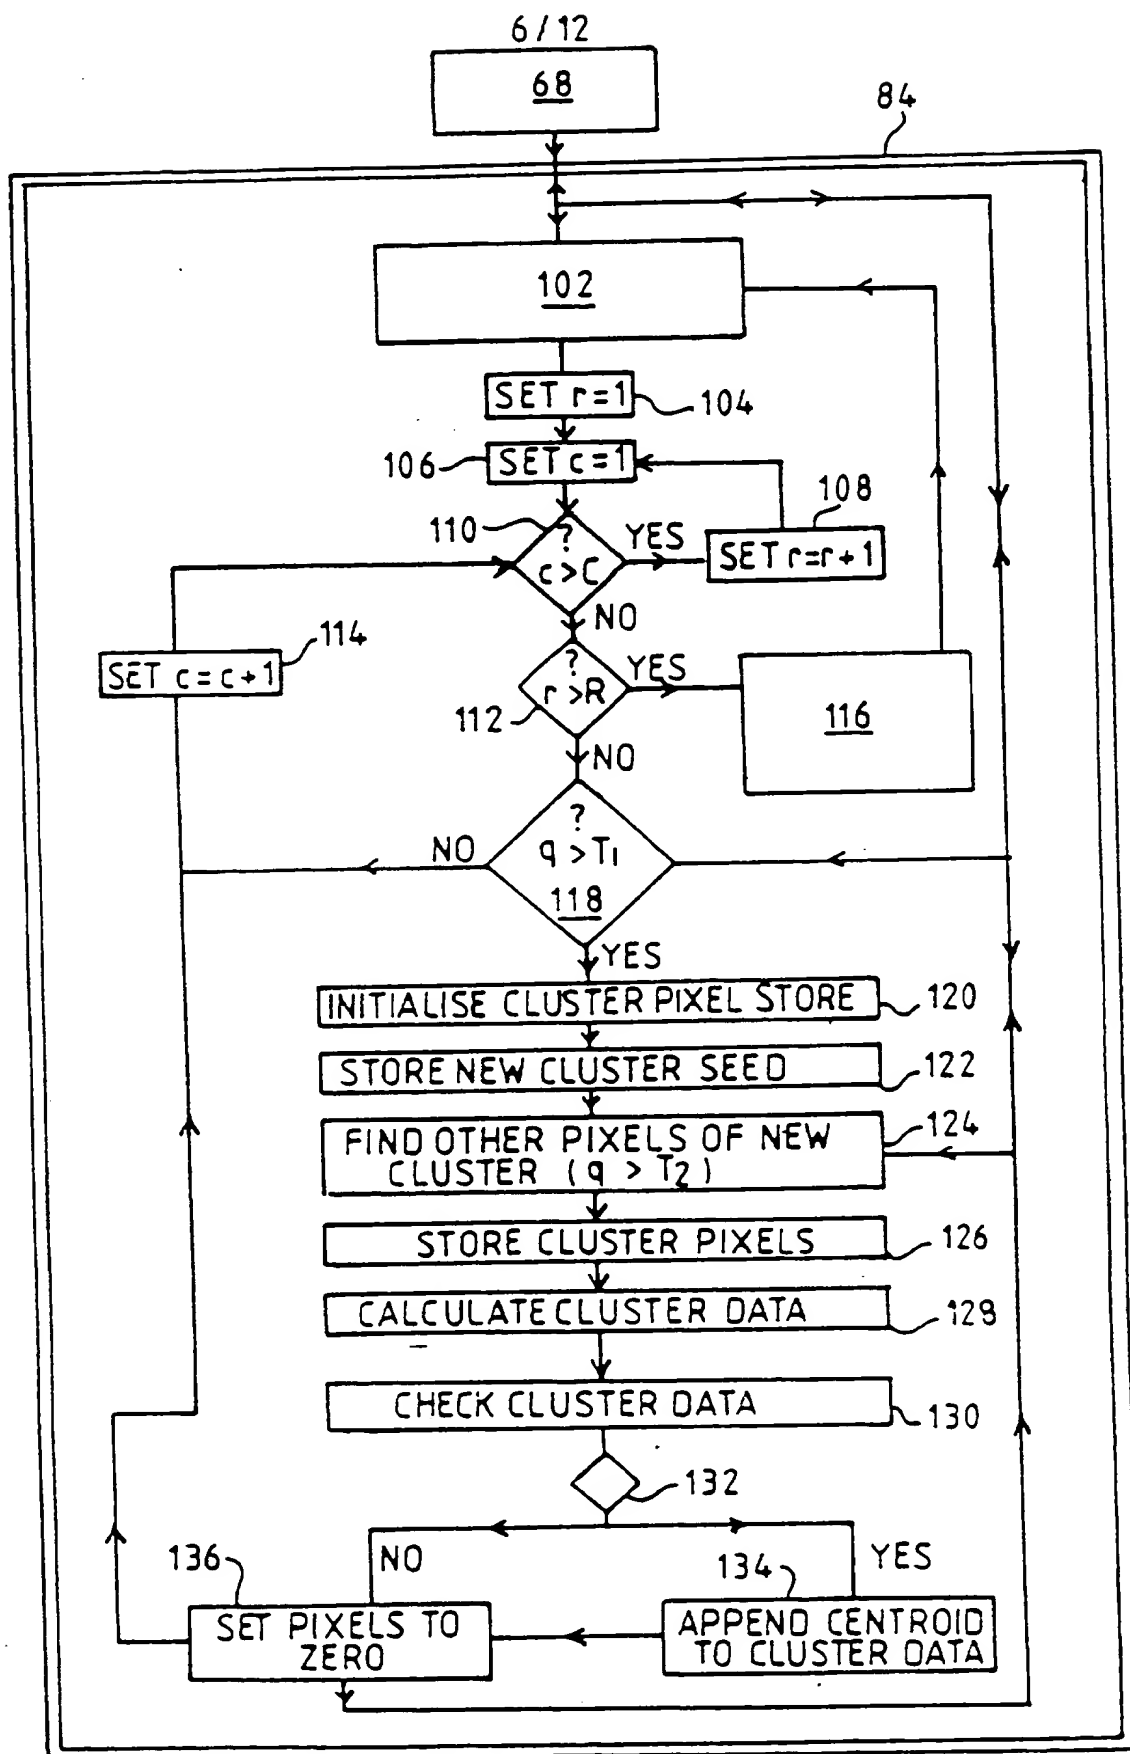 6/12
68
84
102
SET r=1
104
106
SET c=1
108
110
?
c>C
YES
SET r=r+1
NO
114
SET c=c+1
?
r>R
YES
112
116
NO
?
q>T1
118
NO
YES
INITIALISE CLUSTER PIXEL STORE
120
STORE NEW CLUSTER SEED
122
FIND OTHER PIXELS OF NEW
CLUSTER (q > T2)
124
STORE CLUSTER PIXELS
126
CALCULATE CLUSTER DATA
128
CHECK CLUSTER DATA
130
132
136
NO
134
YES
SET PIXELS TO
ZERO
APPEND CENTROID
TO CLUSTER DATA